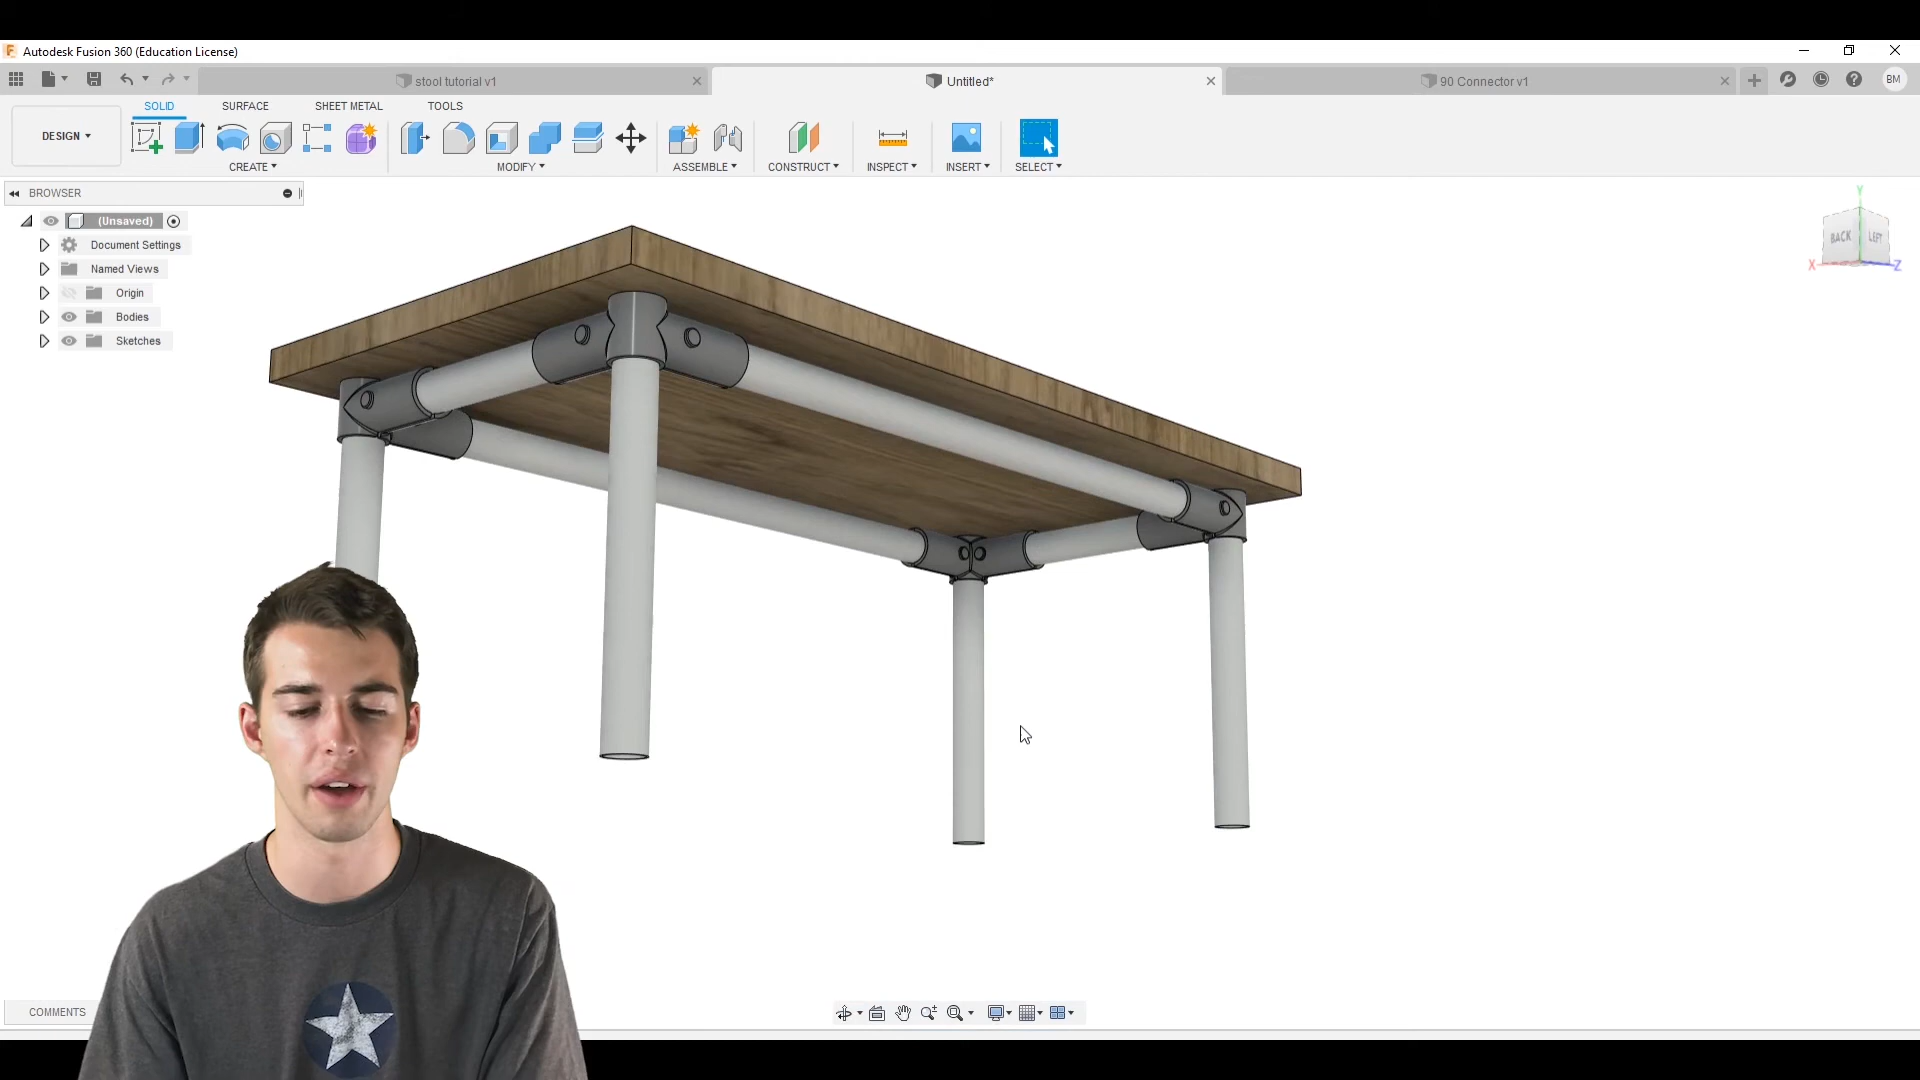 Autodesk Fusion 360 (Education License)
stool tutorial v1
Untitled*
90 Connector v1
BM
DESIGN
SOLID
SURFACE
SHEET METAL
TOOLS
CREATE
MODIFY
ASSEMBLE
CONSTRUCT
INSPECT
INSERT
SELECT
BROWSER
(Unsaved)
Document Settings
Named Views
Origin
Bodies
Sketches
Y
BACK
LEFT
X
Z
COMMENTS